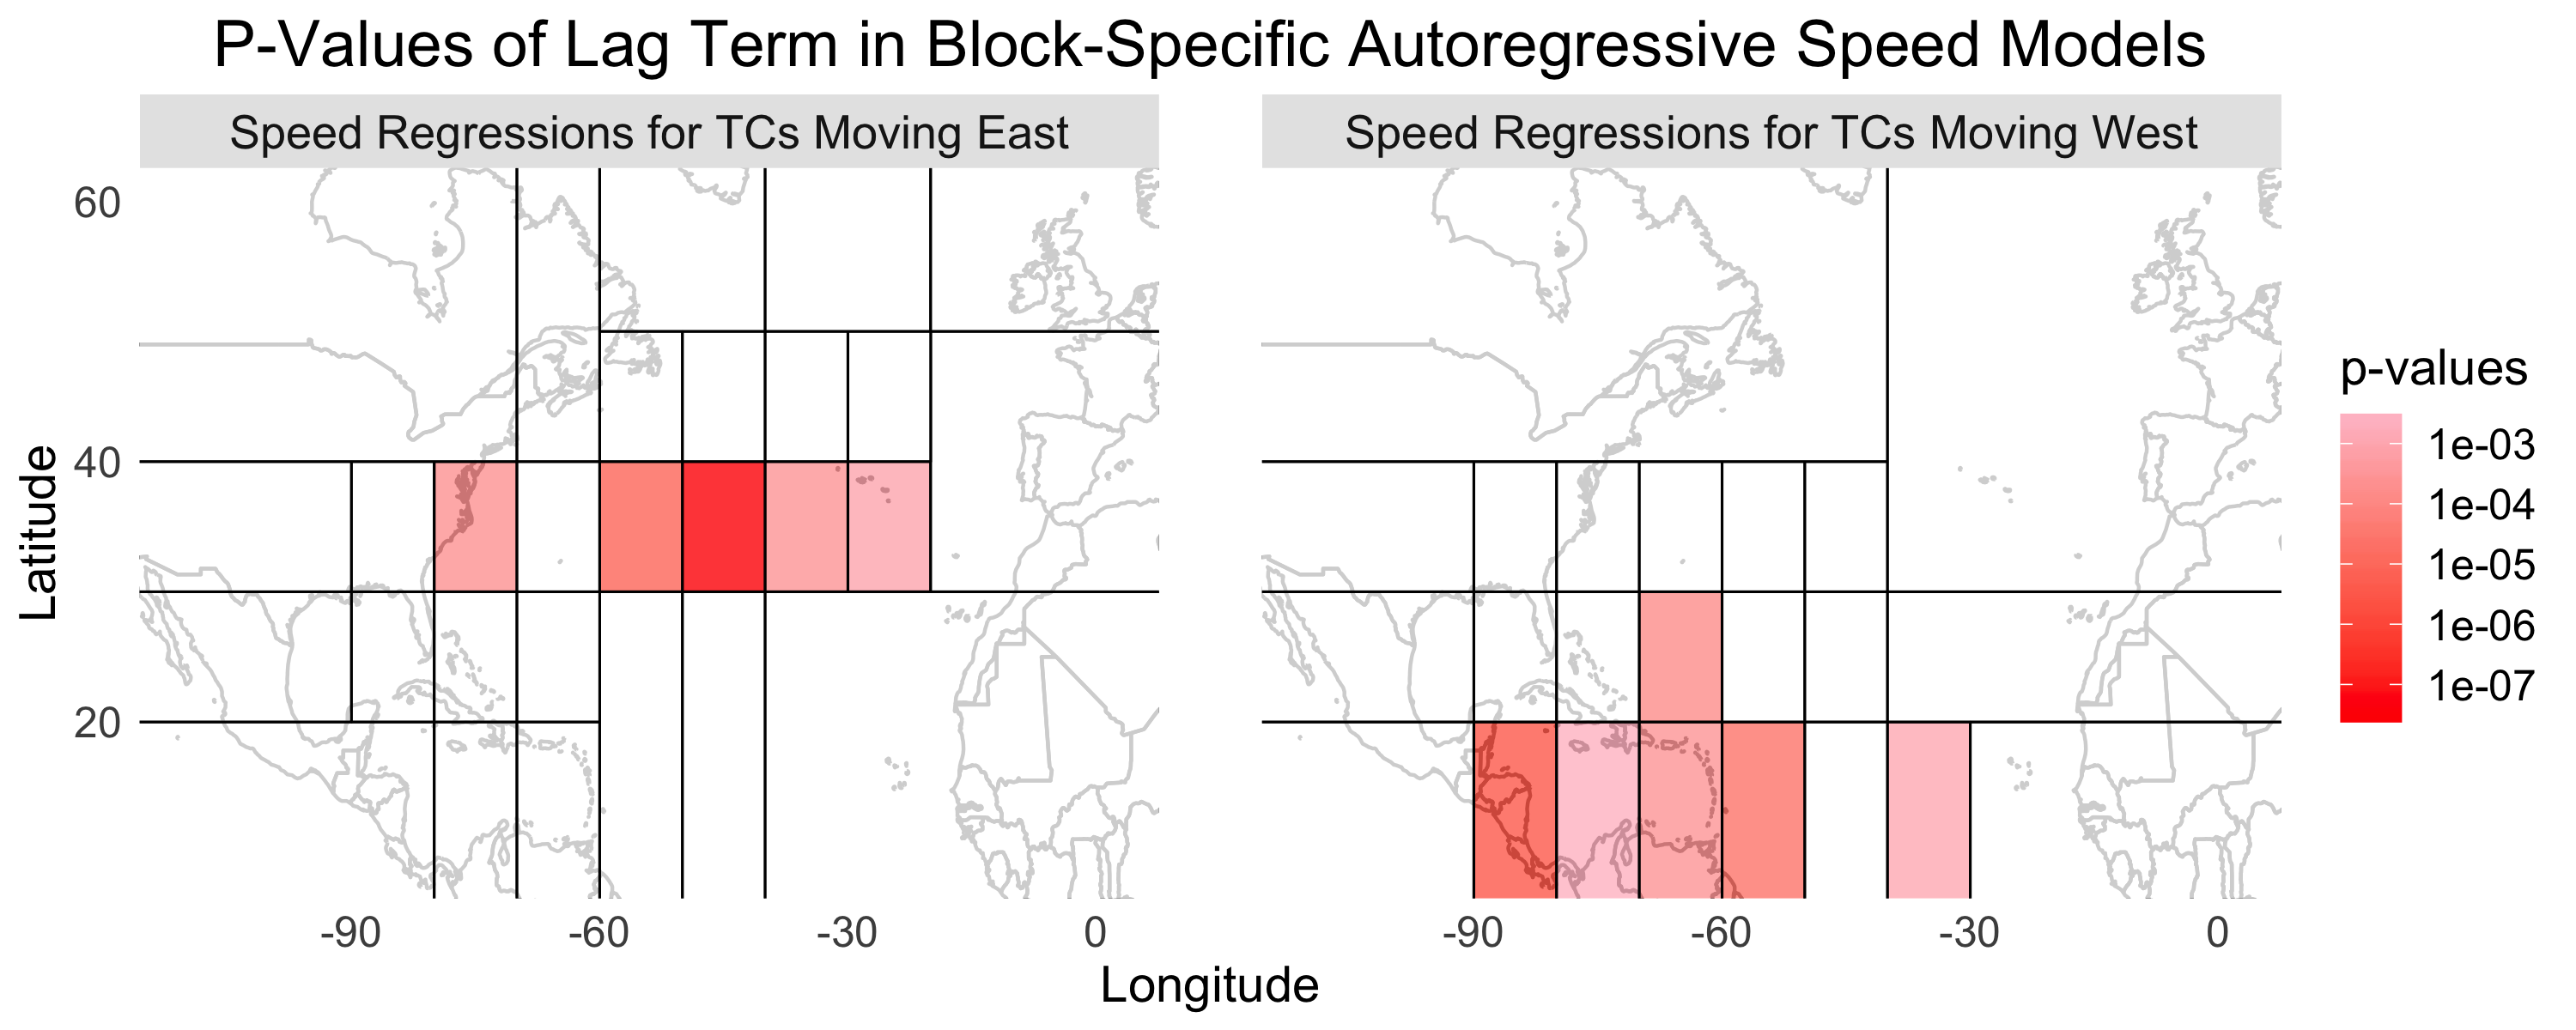 P-Values of Lag Term in Block-Specific Autoregressive Speed Models
Speed Regressions for TCs Moving East
Speed Regressions for TCs Moving West
60
40
20
Latitude
-90 -60 -30 0
-90 -60 -30 0
Longitude
p-values
1e-03
1e-04
1e-05
1e-06
1e-07